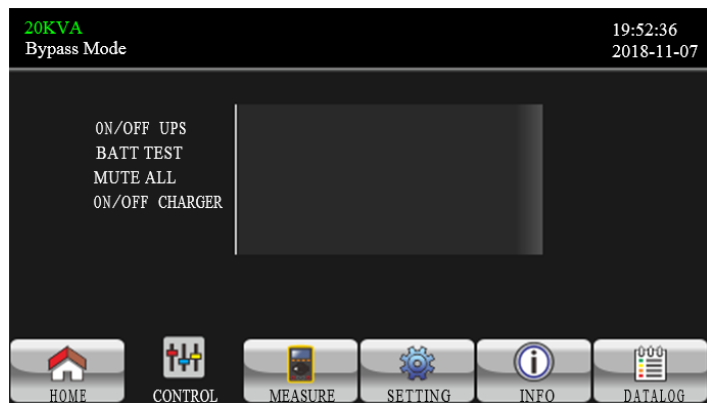 20KVA
Bypass Mode
19:52:36
2018-11-07
ON/OFF UPS
BATT TEST
MUTE ALL
ON/OFF CHARGER
HOME
CONTROL
MEASURE
SETTING
INFO
DATALOG